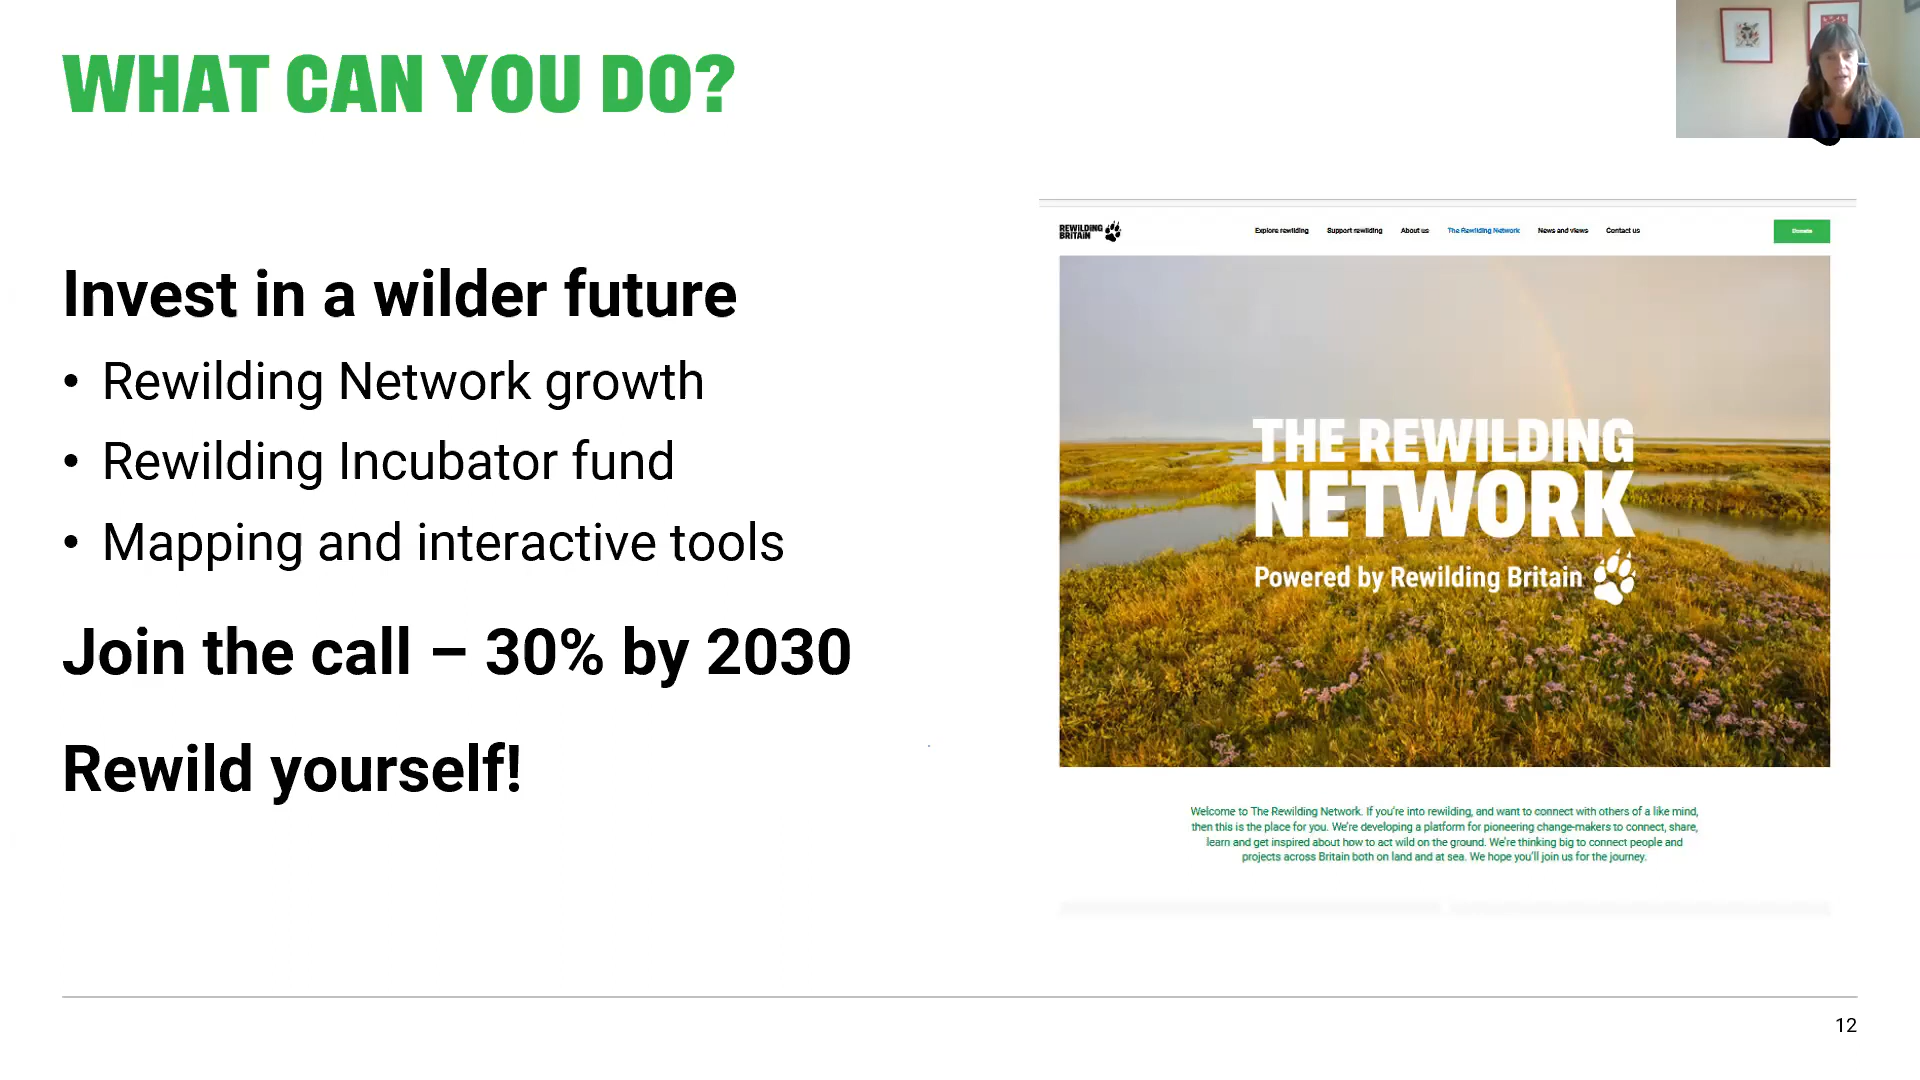 WHAT CAN YOU DO?
Invest in a wilder future
• Rewilding Network growth
• Rewilding Incubator fund
• Mapping and interactive tools
Join the call – 30% by 2030
Rewild yourself!
REWILDING
BRITAIN
Explore rewilding Support rewilding About us The Rewilding Network News and views Contact us
Donate
THE REWILDING
NETWORK
Powered by Rewilding Britain
Welcome to The Rewilding Network. If you're into rewilding, and want to connect with others of a like mind,
then this is the place for you. We're developing a platform for pioneering change-makers to connect, share,
learn and get inspired about how to act wild on the ground. We're thinking big to connect people and
projects across Britain both on land and at sea. We hope you'll join us for the journey.
12